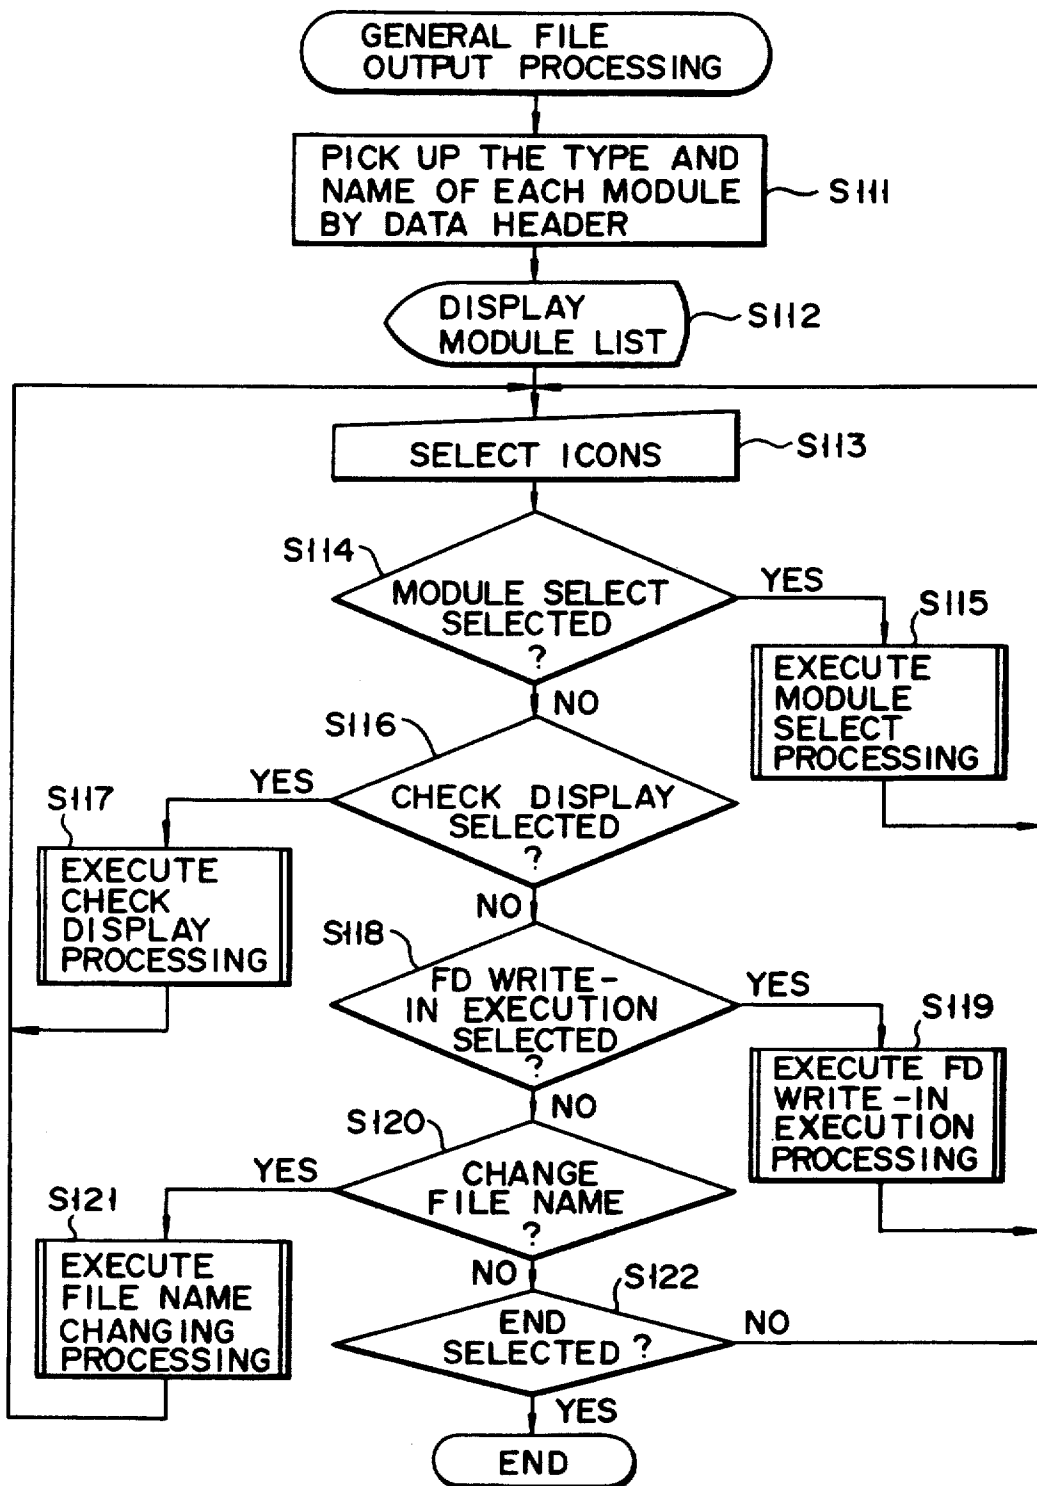 GENERAL FILE
OUTPUT PROCESSING
PICK UP THE TYPE AND
NAME OF EACH MODULE
BY DATA HEADER
S111
DISPLAY
MODULE LIST
S112
SELECT ICONS
S113
S114
MODULE SELECT
SELECTED
?
YES
NO
S115
EXECUTE
MODULE
SELECT
PROCESSING
S116
CHECK DISPLAY
SELECTED
?
YES
NO
S117
EXECUTE
CHECK
DISPLAY
PROCESSING
S118
FD WRITE-
IN EXECUTION
SELECTED
?
YES
NO
S119
EXECUTE FD
WRITE-IN
EXECUTION
PROCESSING
S120
CHANGE
FILE NAME
?
YES
NO
S121
EXECUTE
FILE NAME
CHANGING
PROCESSING
S122
END
SELECTED ?
NO
YES
END